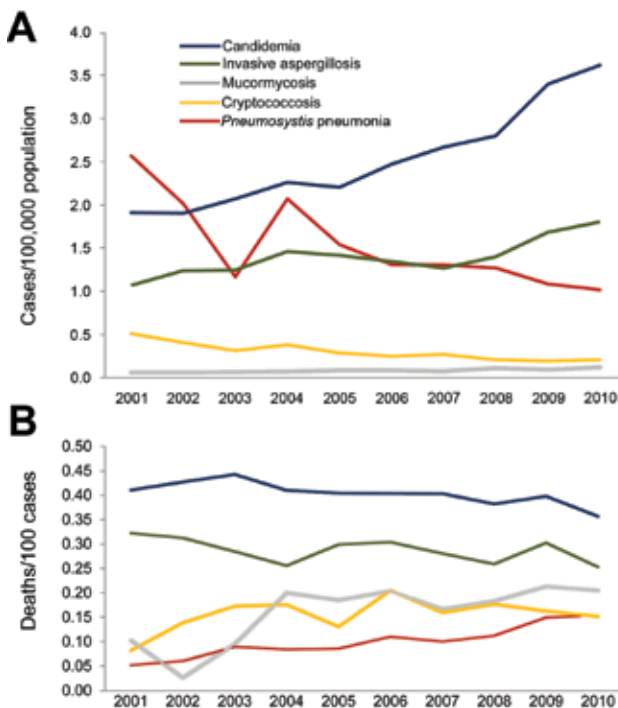 A
4.0
3.5
3.0
2.5
2.0
1.5
1.0
0.5
0.0
Cases/100,000 population
Candidemia
Invasive aspergillosis
Mucormycosis
Cryptococcosis
Pneumosystis pneumonia
2001 2002 2003 2004 2005 2006 2007 2008 2009 2010
B
0.50
0.45
0.40
0.35
0.30
0.25
0.20
0.15
0.10
0.05
0.00
Deaths/100 cases
2001 2002 2003 2004 2005 2006 2007 2008 2009 2010